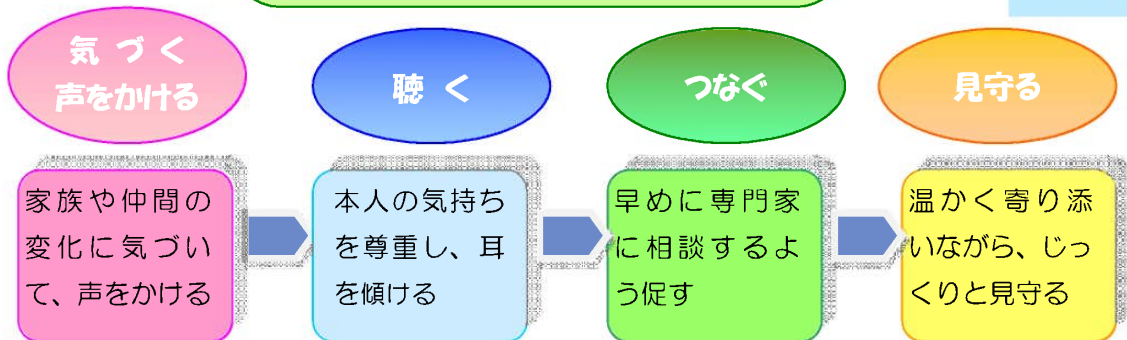 気づく
声をかける
聴く
つなぐ
見守る
家族や仲間の
変化に気づい
て、声をかける
本人の気持ち
を尊重し、耳
を傾ける
早めに専門家
に相談するよ
う促す
温かく寄り添
いながら、じっ
くりと見守る